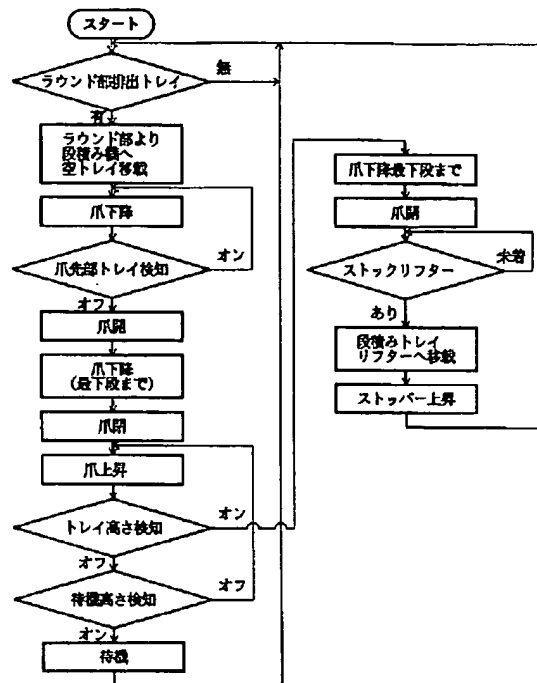 スタート
ラウンド部排出トレイ
無
有
ラウンド部より
段積み機へ
空トレイ移載
爪下降
爪先部トレイ検知
オン
オフ
爪開
爪下降
(最下段まで)
爪閉
爪上昇
トレイ高さ検知
オン
オフ
待機高さ検知
オフ
オン
待機
爪下降最下段まで
爪開
ストックリフター
未着
あり
段積みトレイ
リフターへ移載
ストッパー上昇